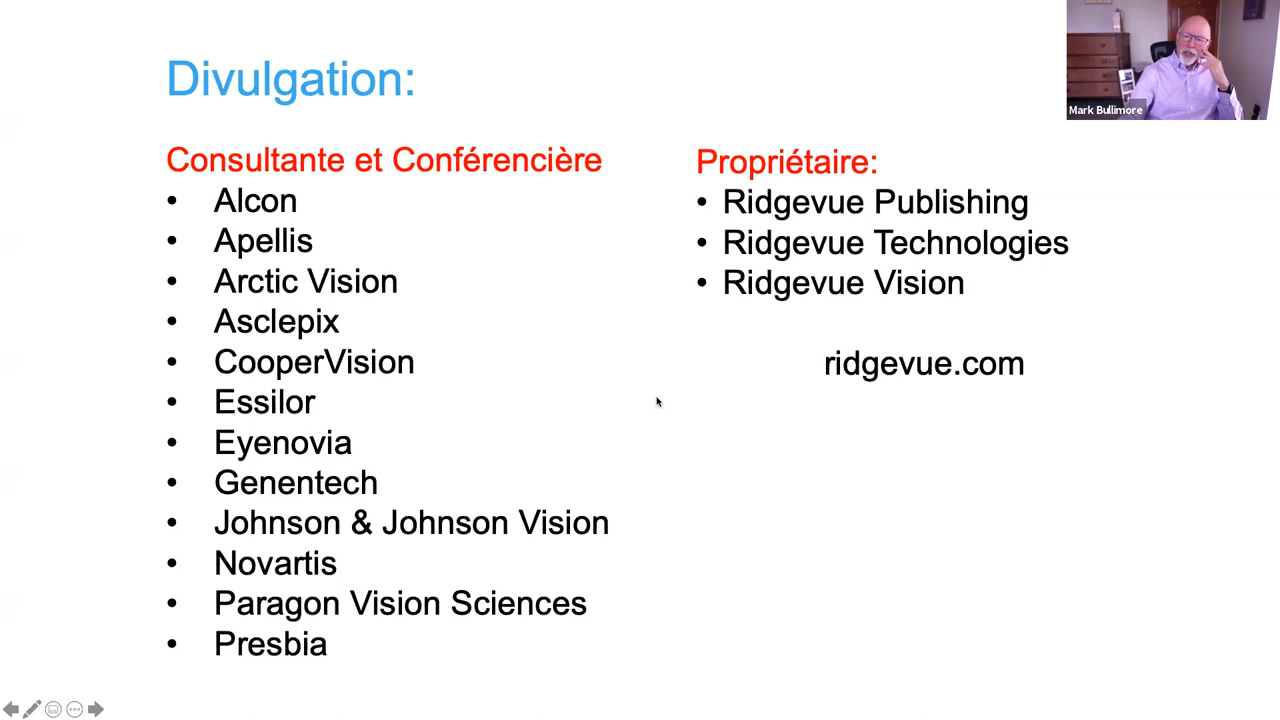 Divulgation:
Consultante et Conférencière
• Alcon
• Apellis
• Arctic Vision
• Asclepix
• CooperVision
• Essilor
• Eyenovia
• Genentech
• Johnson & Johnson Vision
• Novartis
• Paragon Vision Sciences
• Presbia
Propriétaire:
• Ridgevue Publishing
• Ridgevue Technologies
• Ridgevue Vision
ridgevue.com
Mark Bullimore